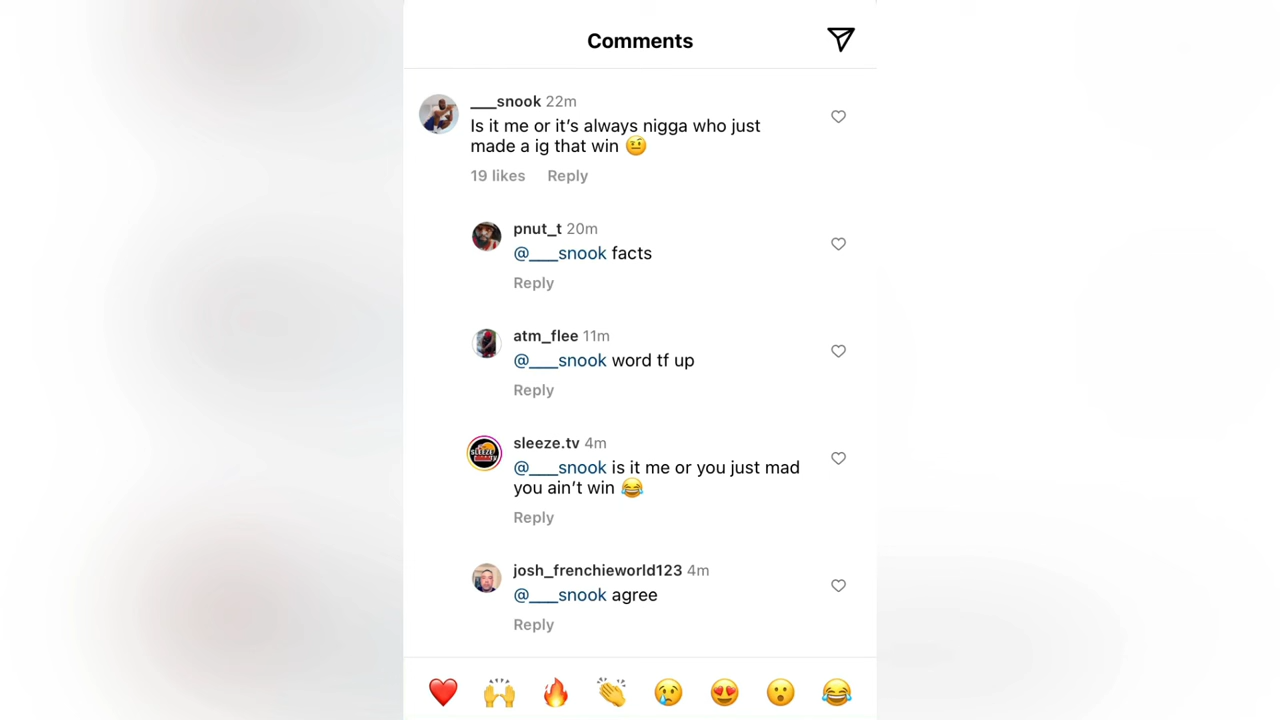 Comments
___snook 22m
Is it me or it's always nigga who just
made a ig that win 🤨
19 likes Reply
pnut_t 20m
@___snook facts
Reply
atm_flee 11m
@___snook word tf up
Reply
sleeze.tv 4m
@___snook is it me or you just mad
you ain't win 😂
Reply
josh_frenchieworld123 4m
@___snook agree
Reply